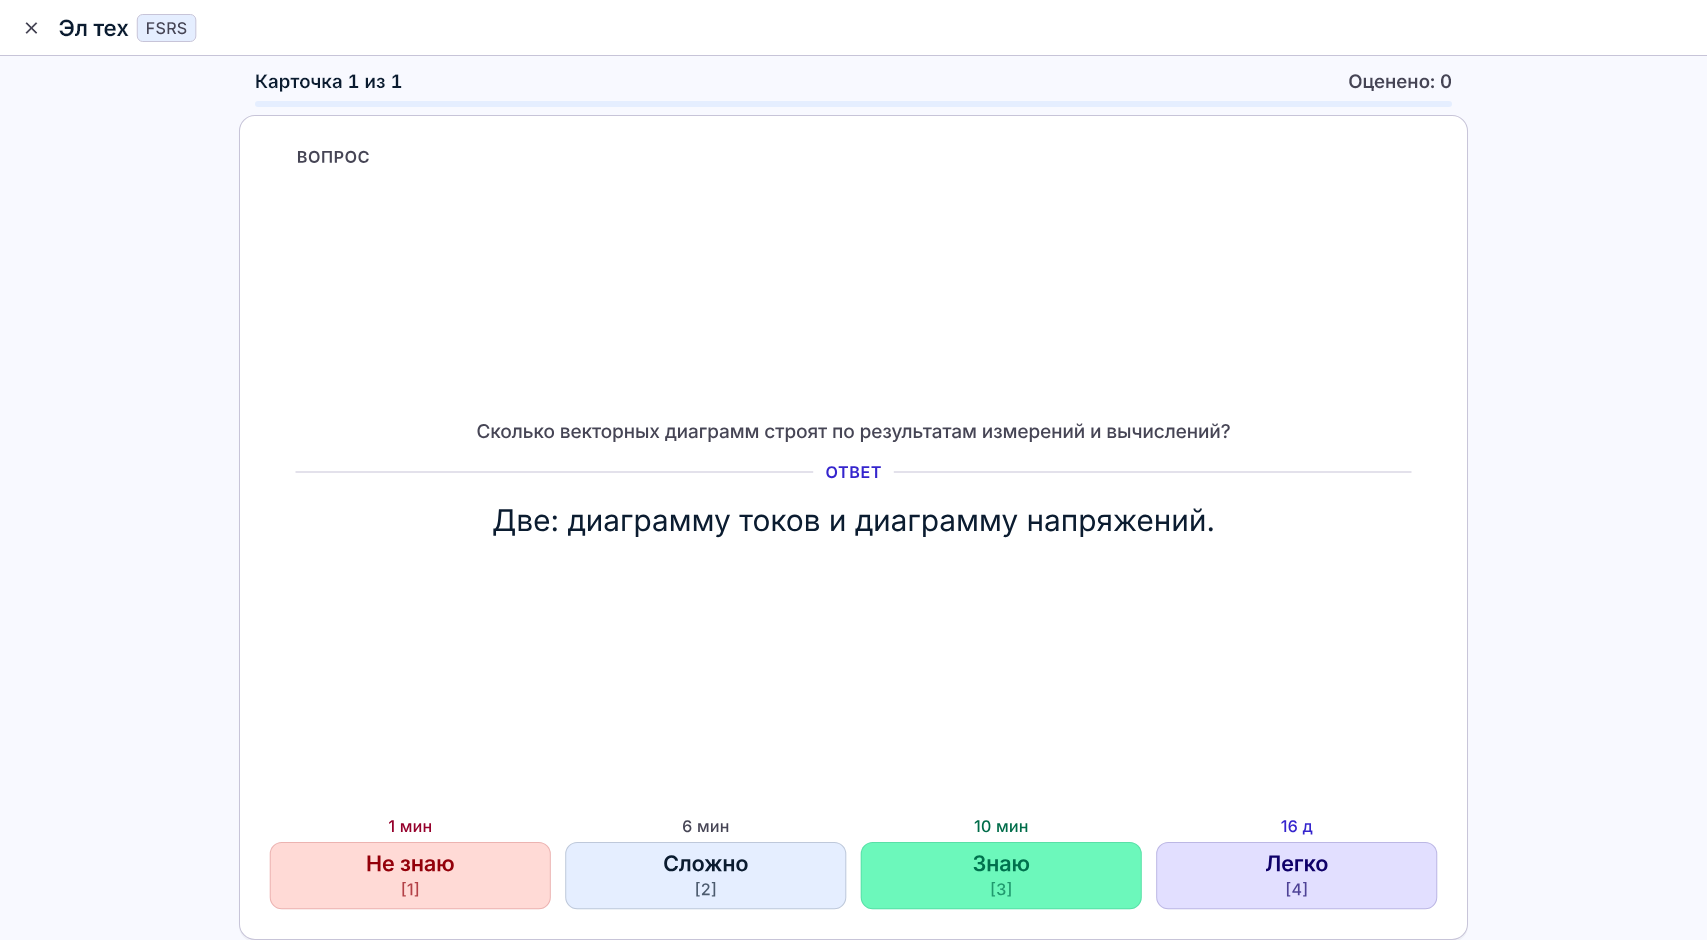 Эл тех FSRS
Карточка 1 из 1
Оценено: 0
ВОПРОС
Сколько векторных диаграмм строят по результатам измерений и вычислений?
ОТВЕТ
Две: диаграмму токов и диаграмму напряжений.
1 мин
Не знаю
[1]
6 мин
Сложно
[2]
10 мин
Знаю
[3]
16 д
Легко
[4]